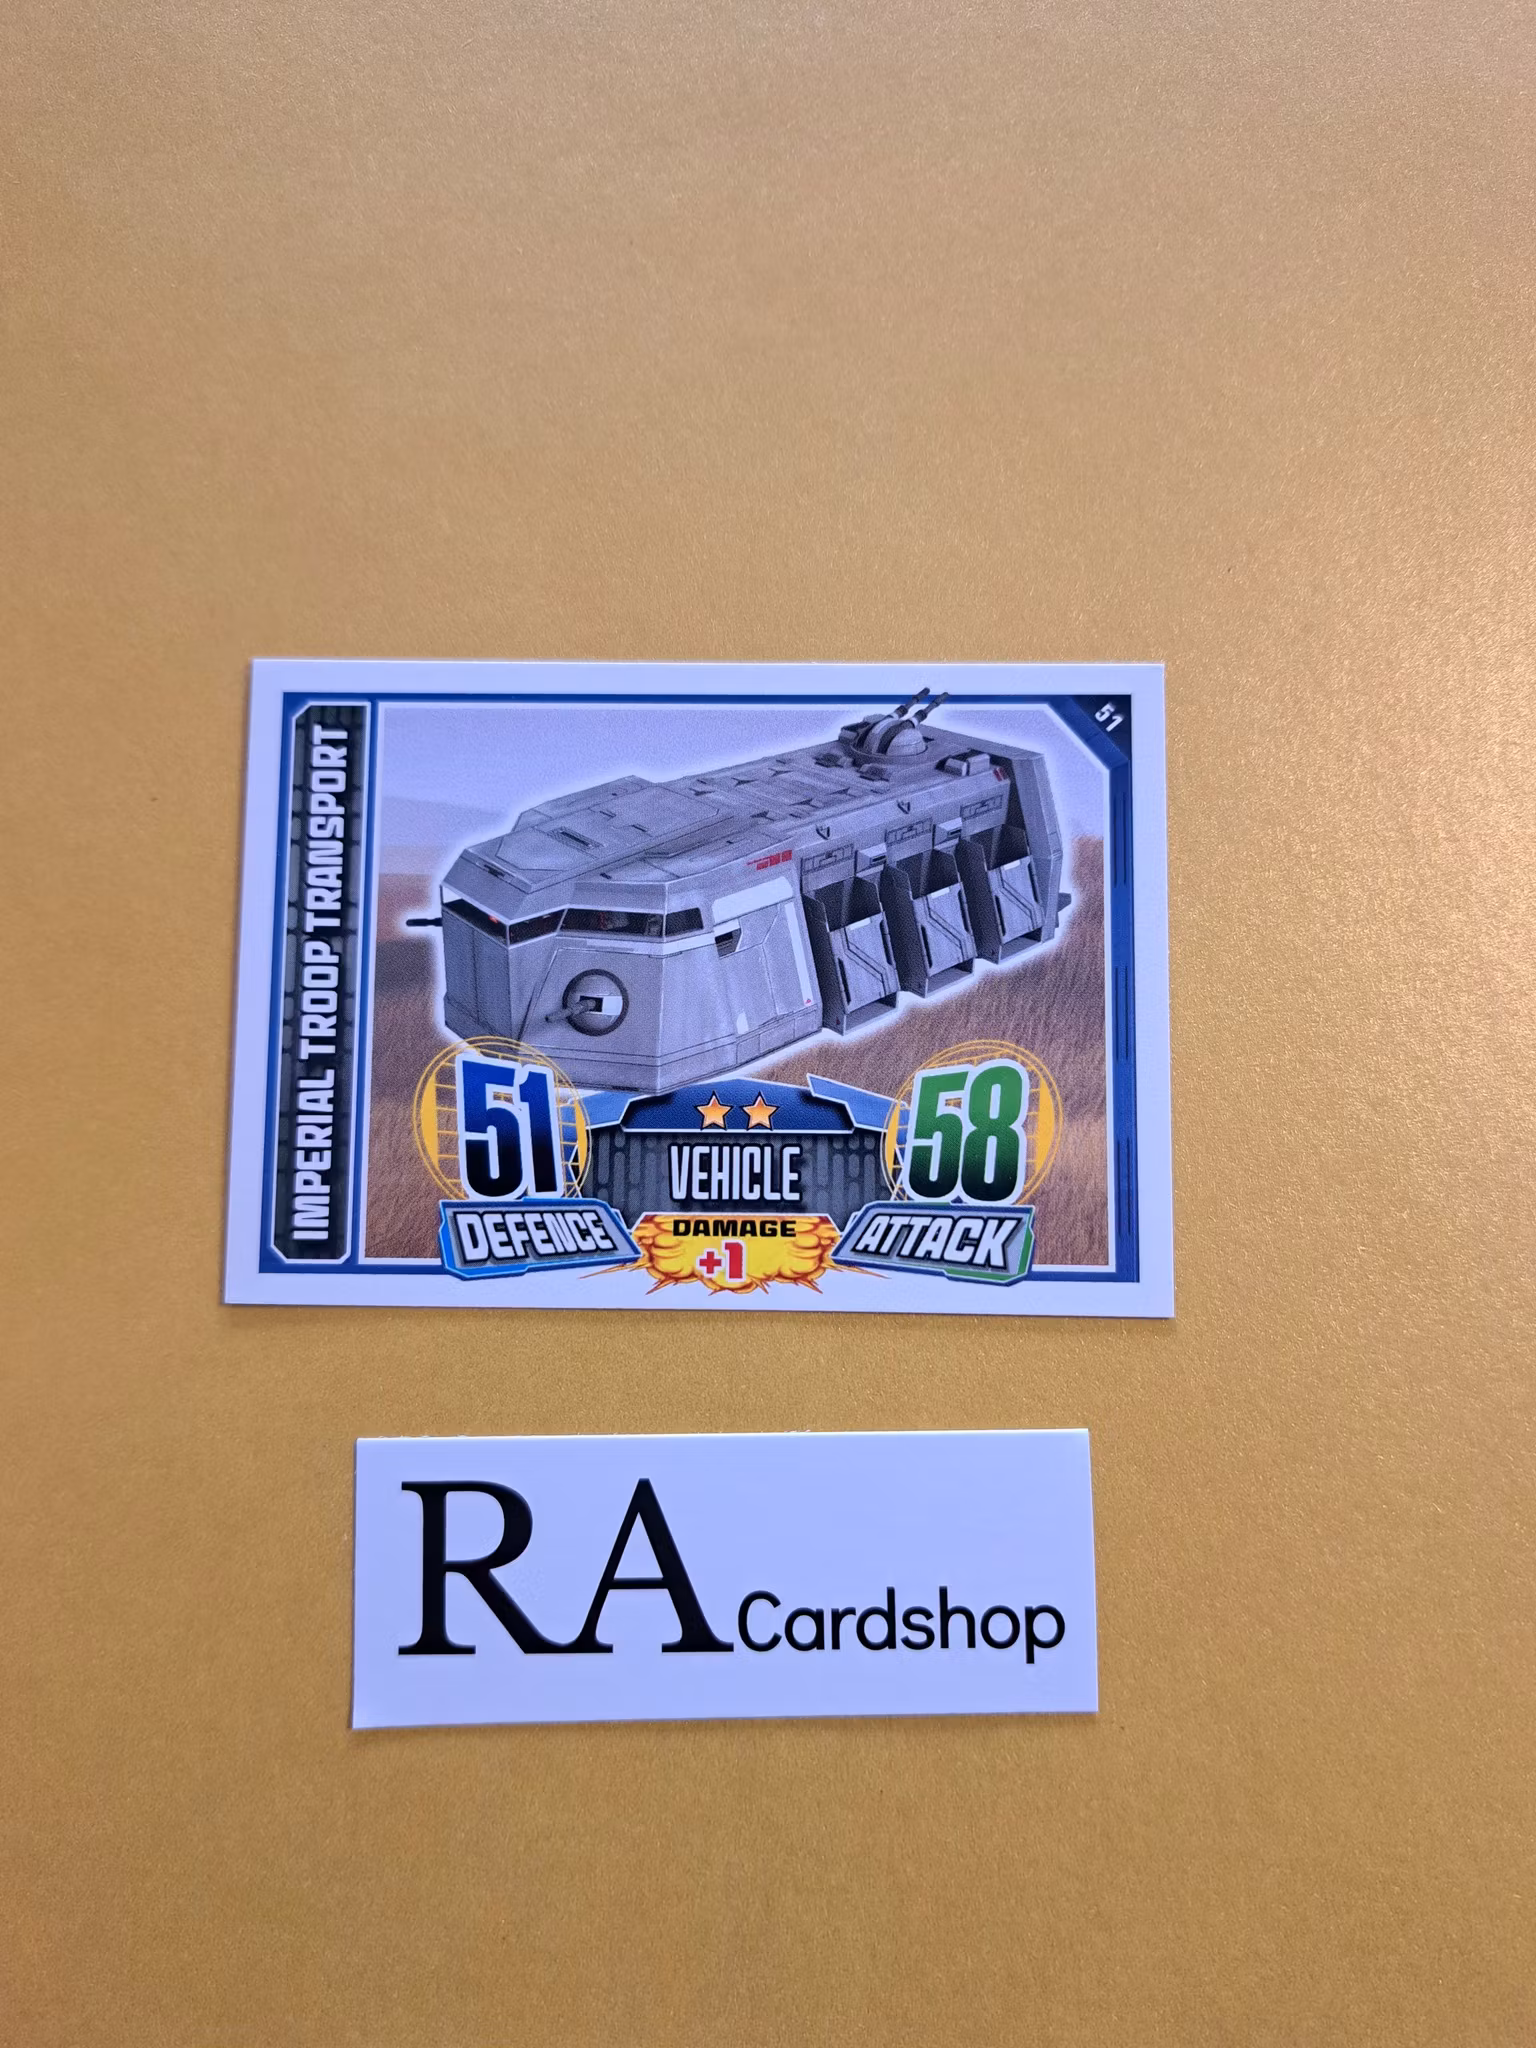 IMPERIAL TROOP TRANSPORT
51
51
DEFENCE
VEHICLE
DAMAGE
+1
58
ATTACK
RA Cardshop